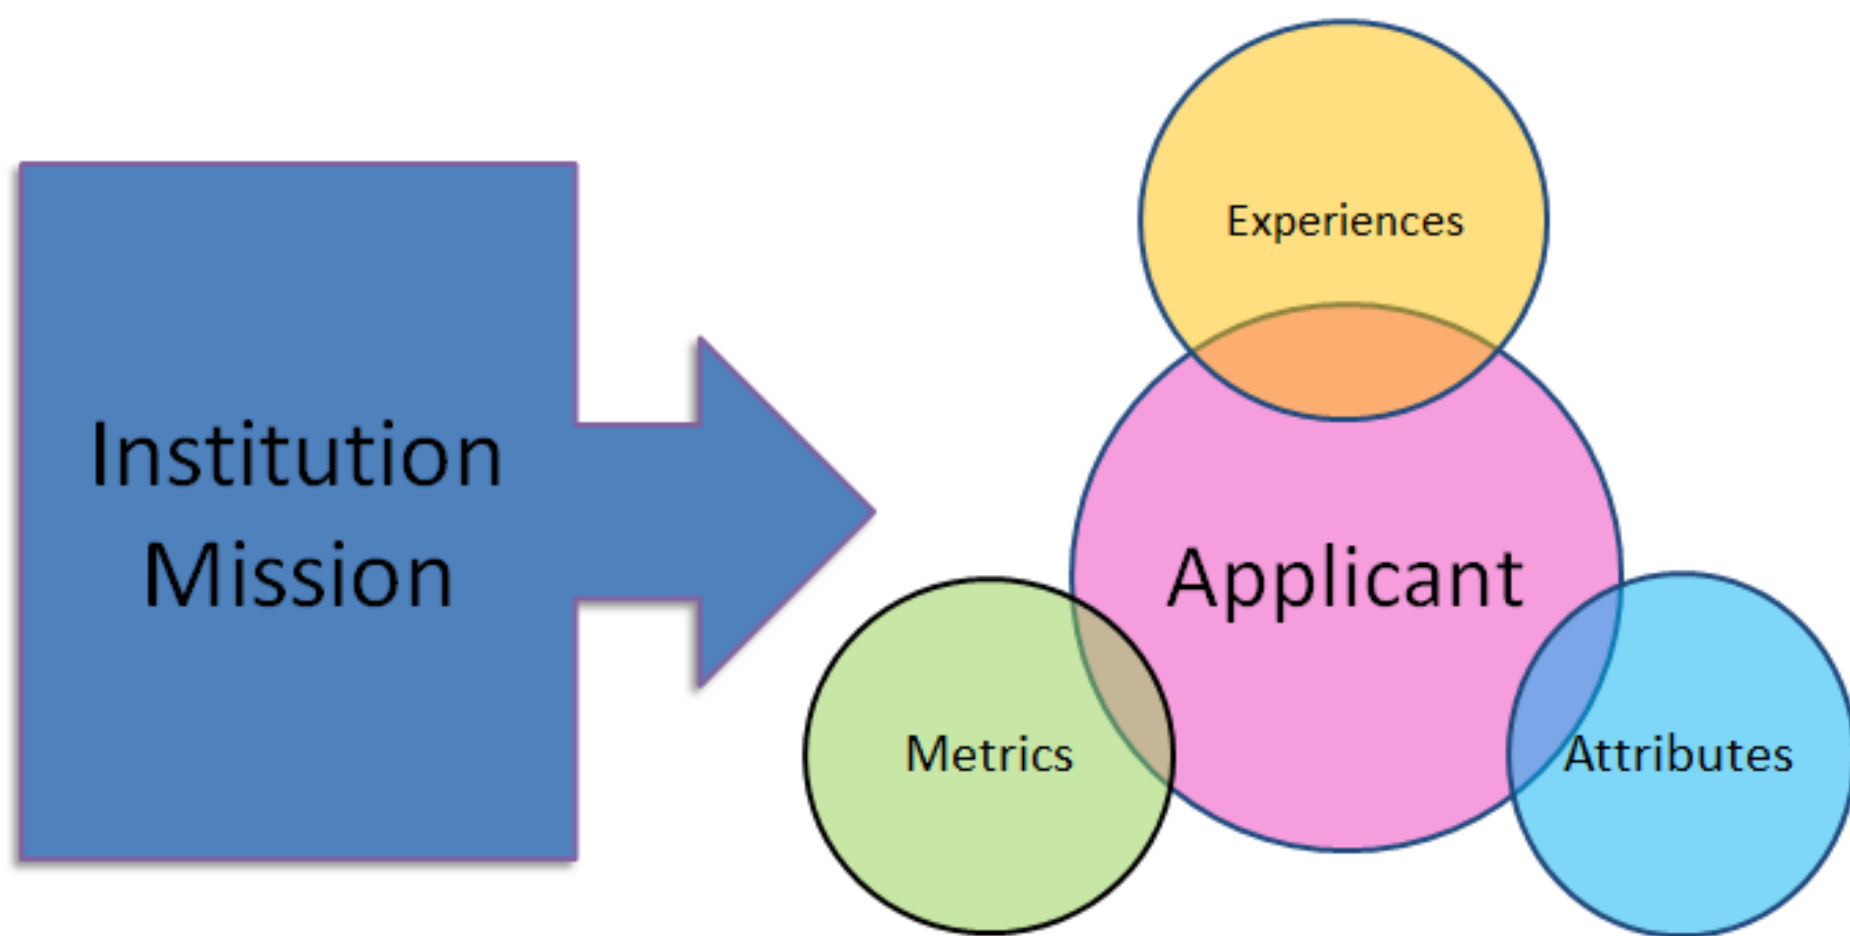 Institution
Mission
Experiences
Applicant
Metrics
Attributes